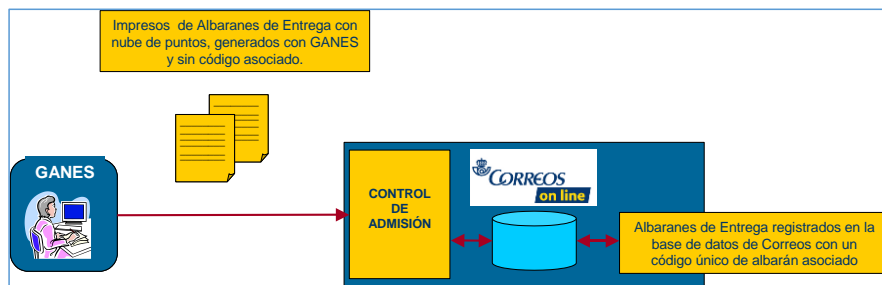 Impresos de Albaranes de Entrega con
nube de puntos, generados con GANES
y sin código asociado.
GANES
CONTROL
DE
ADMISIÓN
CORREOS
on line
Albaranes de Entrega registrados en la
base de datos de Correos con un
código único de albarán asociado